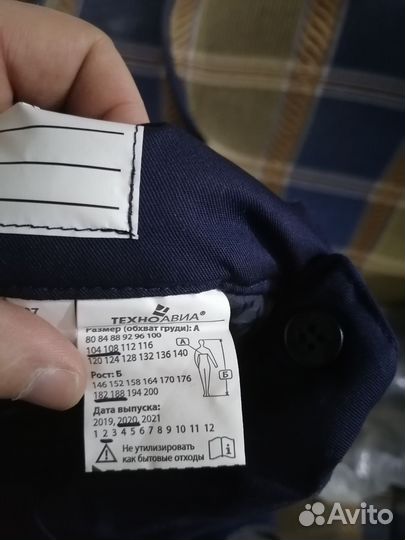 97
ТЕХНОАВИА®
Размер (обхват груди): А
80 84 88 92 96 100
104 108 112 116
120 124 128 132 136 140
Рост: Б
146 152 158 164 170 176
182 188 194 200
Дата выпуска:
2019, 2020, 2021
1 2 3 4 5 6 7 8 9 10 11 12
Не утилизировать
как бытовые отходы
А
Б
Avito